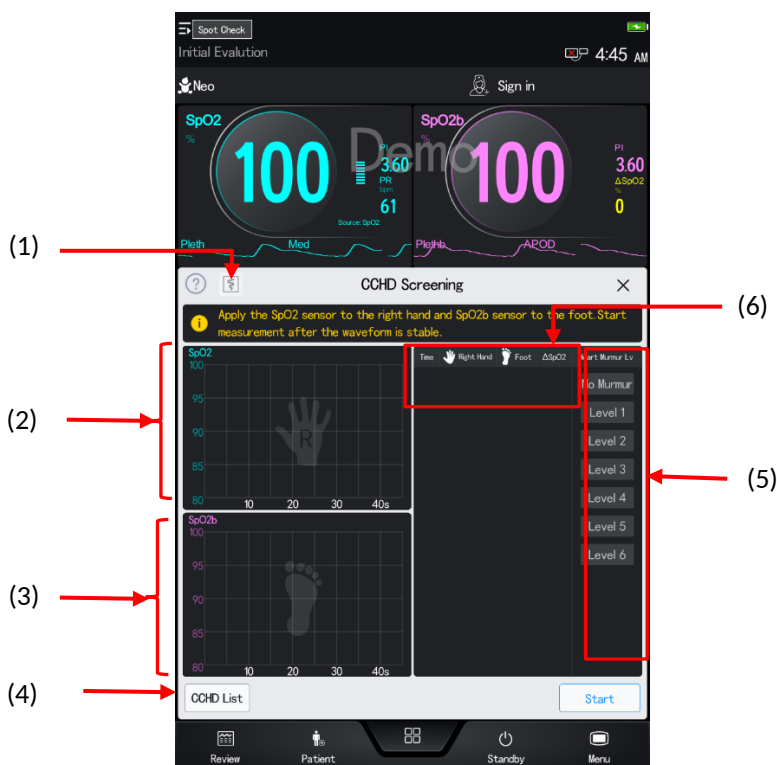 Spot Check
Initial Evalution
4:45 AM
Neo
Sign in
SpO2
%
100
PI
3.60
PR
bpm
61
Source: SpO2
Demo
SpO2b
%
100
PI
3.60
ΔSpO2
%
0
Pleth
Med
Plethb
APOD
(1)
? CCHD Screening
(6)
Apply the SpO2 sensor to the right hand and SpO2b sensor to the foot.Start
measurement after the waveform is stable.
SpO2
100
95
90
85
80
R
10 20 30 40s
(2)
Time Right Hand Foot ΔSpO2
Heart Murmur Lv
No Murmur
Level 1
Level 2
Level 3
Level 4
Level 5
Level 6
(5)
SpO2b
100
95
90
85
80
10 20 30 40s
(3)
(4)
CCHD List
Start
Review
Patient
Standby
Menu